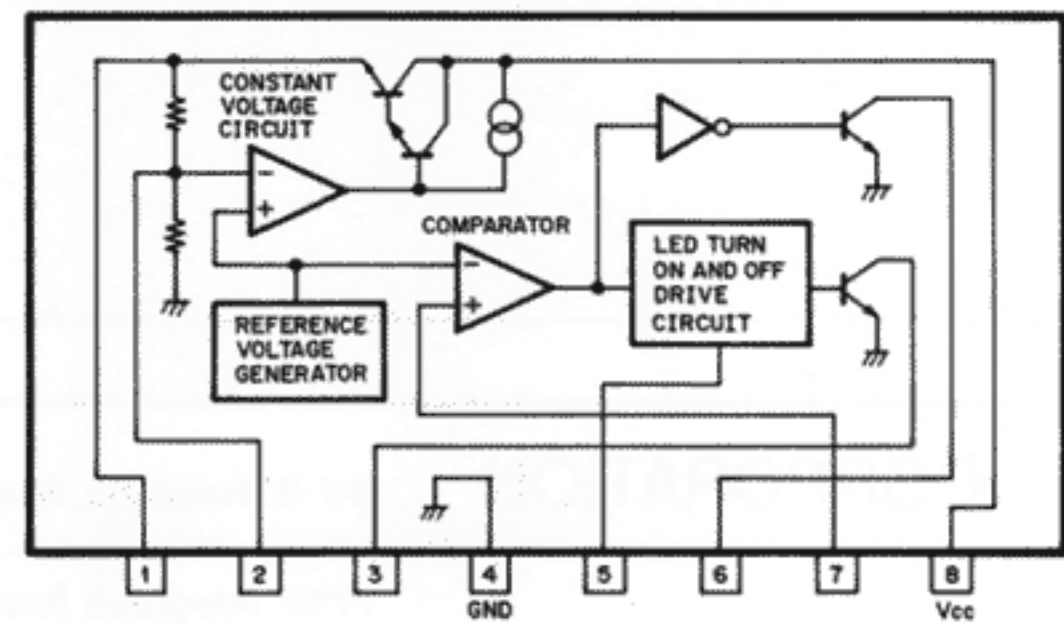 CONSTANT
VOLTAGE
CIRCUIT
-
+
COMPARATOR
-
+
LED TURN
ON AND OFF
DRIVE
CIRCUIT
REFERENCE
VOLTAGE
GENERATOR
1 2 3 4 5 6 7 8
GND Vcc